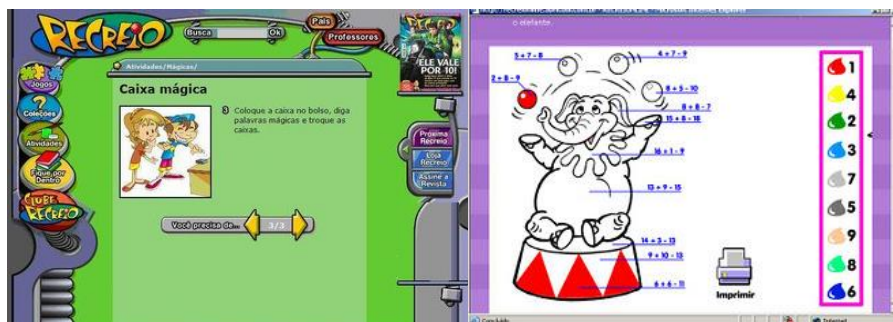 RECREIO
Busca
Ok
Pais
Professores
RECREIO
ELE VALE
POR 10!
Jogos
Coleções
Atividades
Fique por
Dentro
CLUBE
RECREIO
Atividades/Mágicas/
Caixa mágica
3 Coloque a caixa no bolso, diga
palavras mágicas e troque as
caixas.
Você precisa de...
3/3
Próxima
Recreio
Loja
Recreio
Assine a
Revista
o elefante.
5 + 7 - 8
4 + 7 - 9
2 + 8 - 9
8 + 5 - 10
8 + 8 - 7
15 + 8 - 18
16 + 1 - 9
13 + 9 - 15
14 + 3 - 13
9 + 10 - 13
6 + 6 - 11
Imprimir
1
4
2
3
7
5
9
8
6
Concluído
Internet